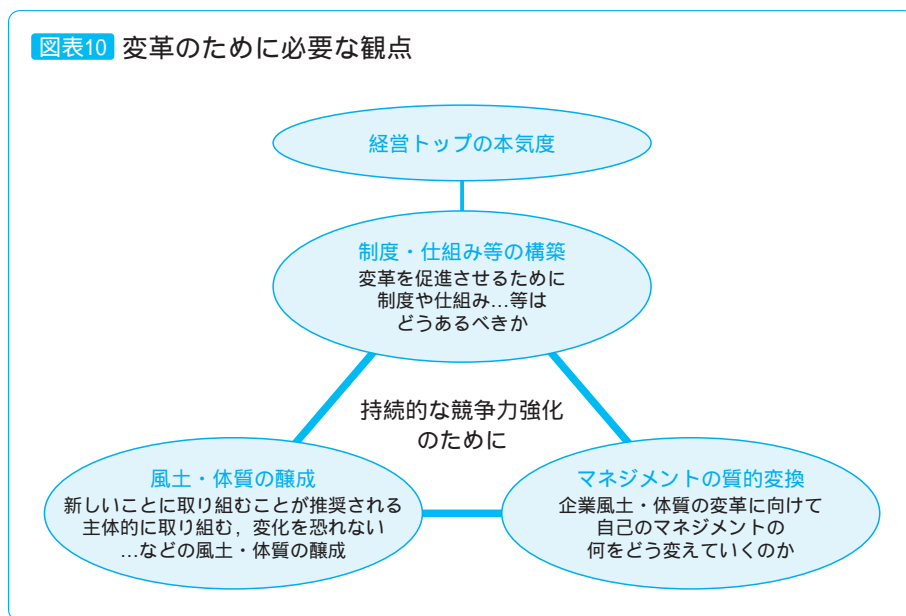 図表10 変革のために必要な観点
経営トップの本気度
制度・仕組み等の構築
変革を促進させるために
制度や仕組み…等は
どうあるべきか
持続的な競争力強化
のために
風土・体質の醸成
新しいことに取り組むことが推奨される
主体的に取り組む，変化を恐れない
…などの風土・体質の醸成
マネジメントの質的変換
企業風土・体質の変革に向けて
自己のマネジメントの
何をどう変えていくのか